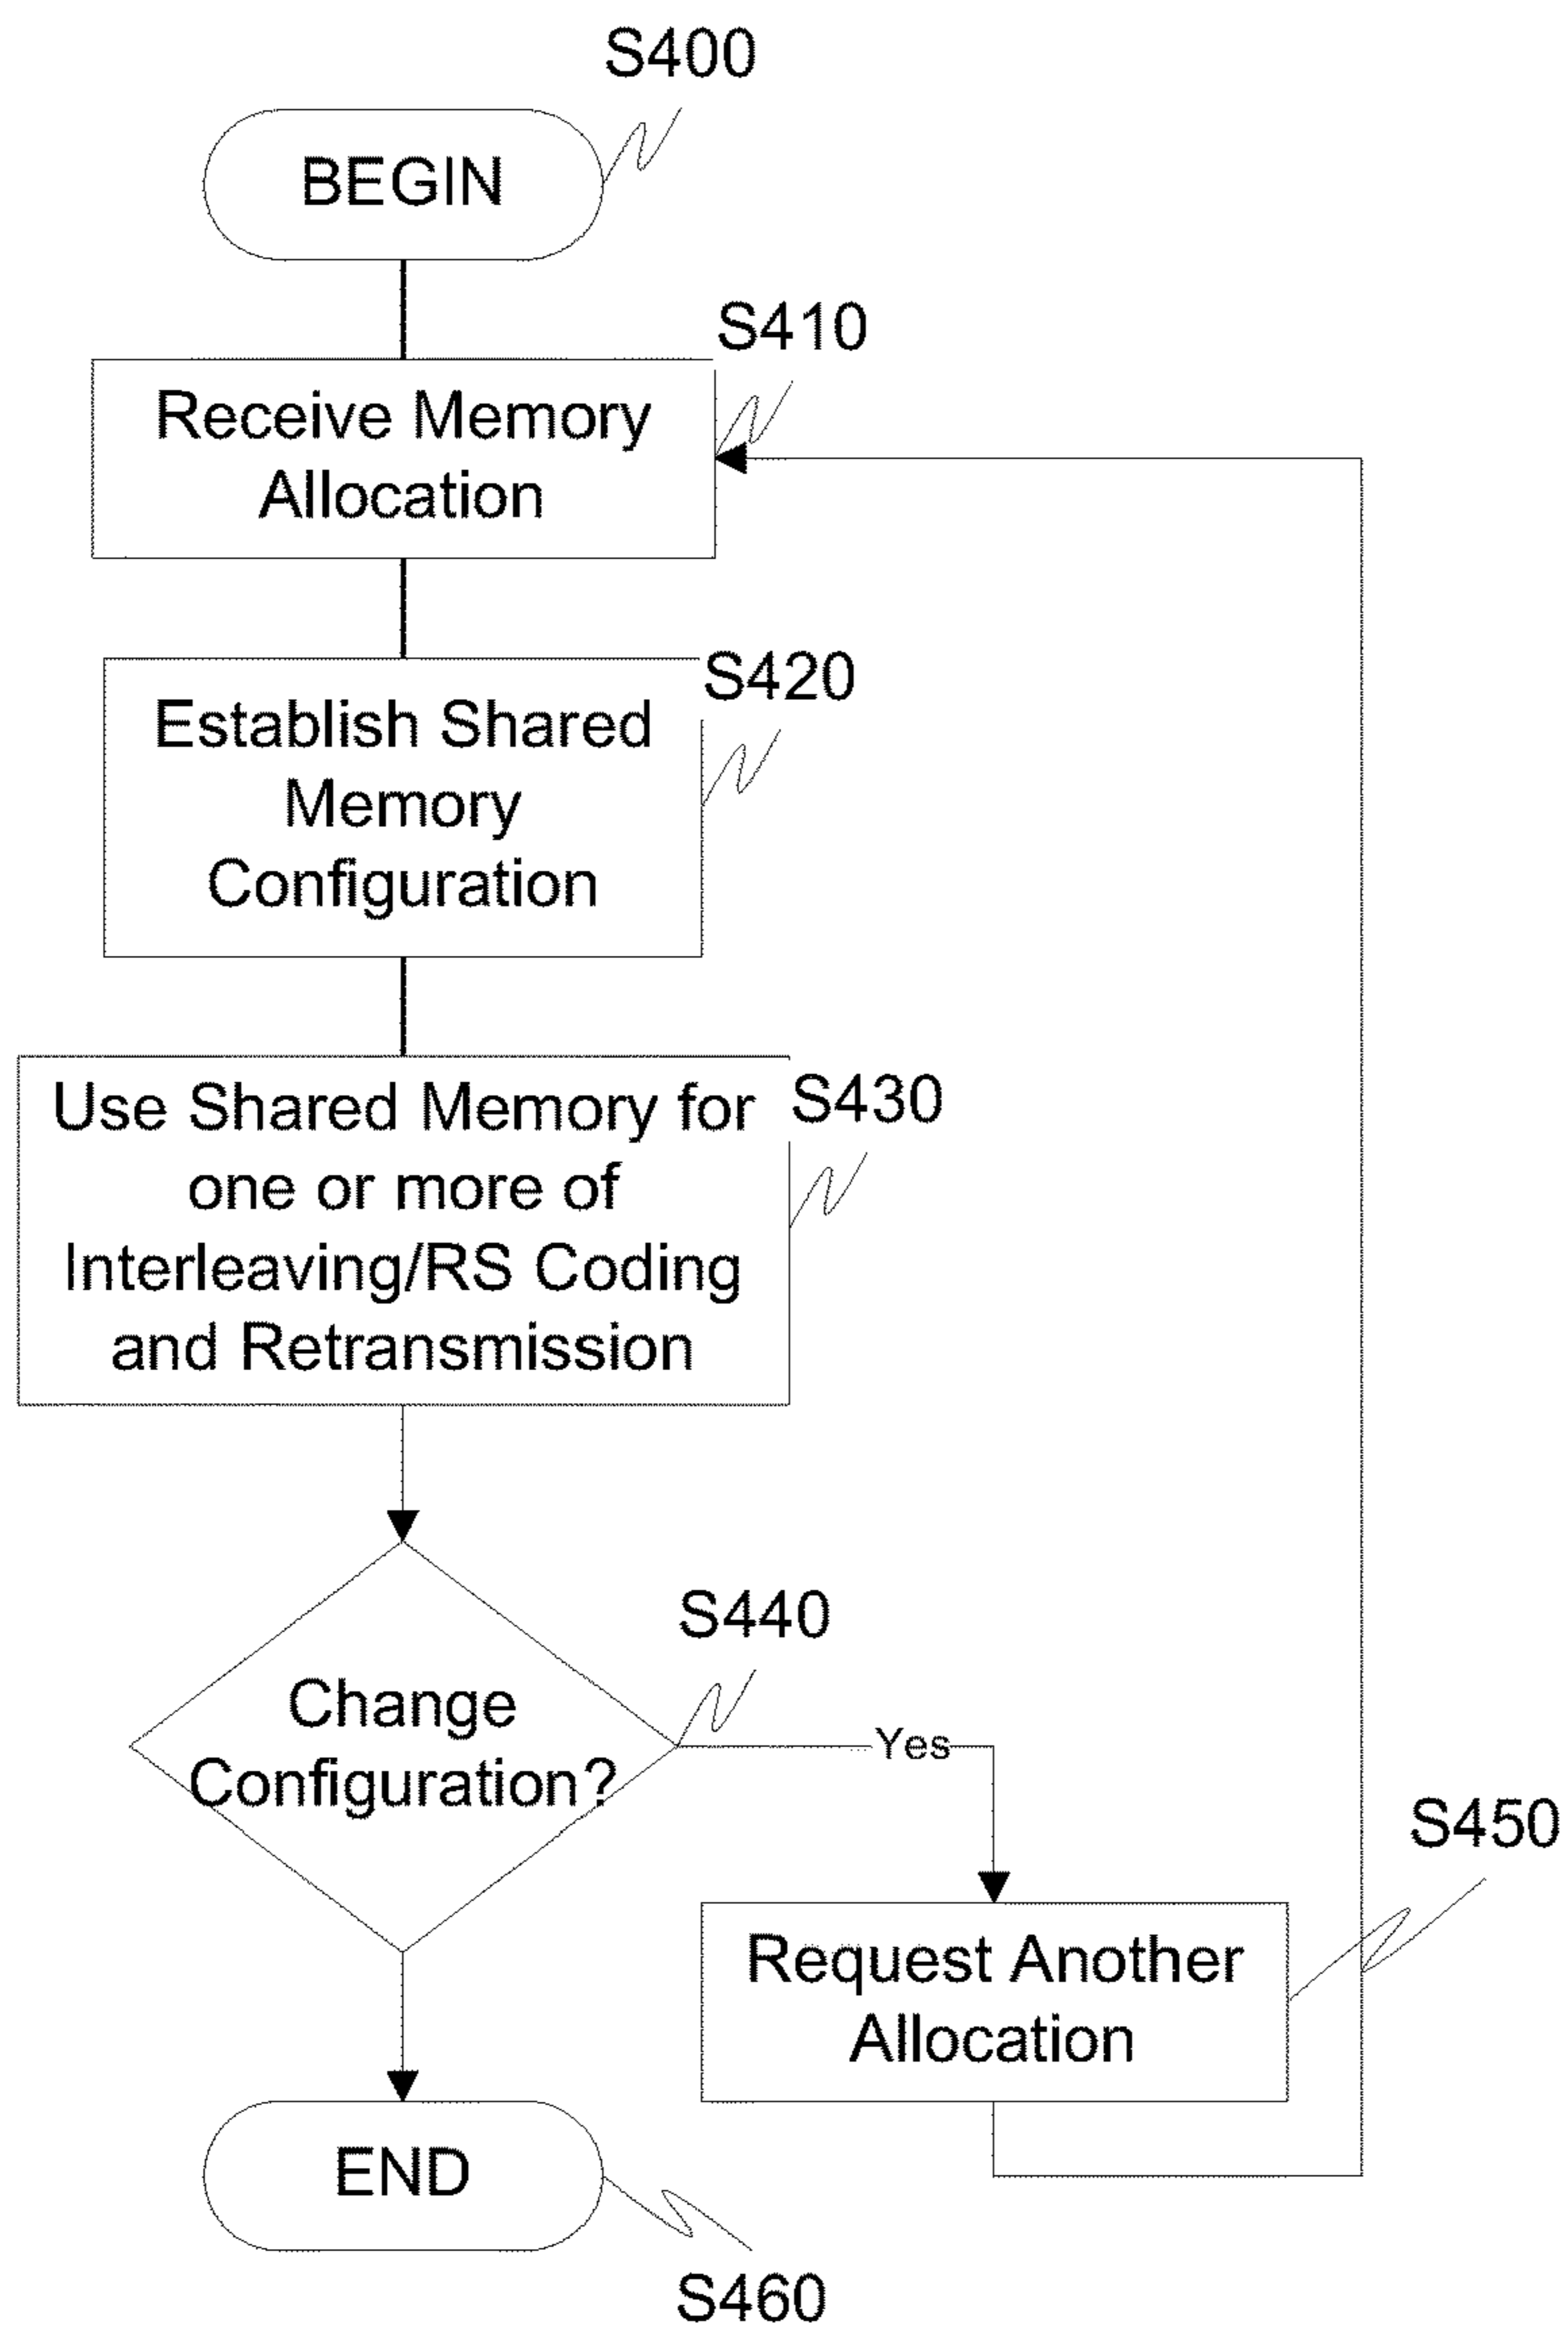 S400
BEGIN
S410
Receive Memory
Allocation
S420
Establish Shared
Memory
Configuration
S430
Use Shared Memory for
one or more of
Interleaving/RS Coding
and Retransmission
S440
Change
Configuration?
Yes
S450
Request Another
Allocation
END
S460